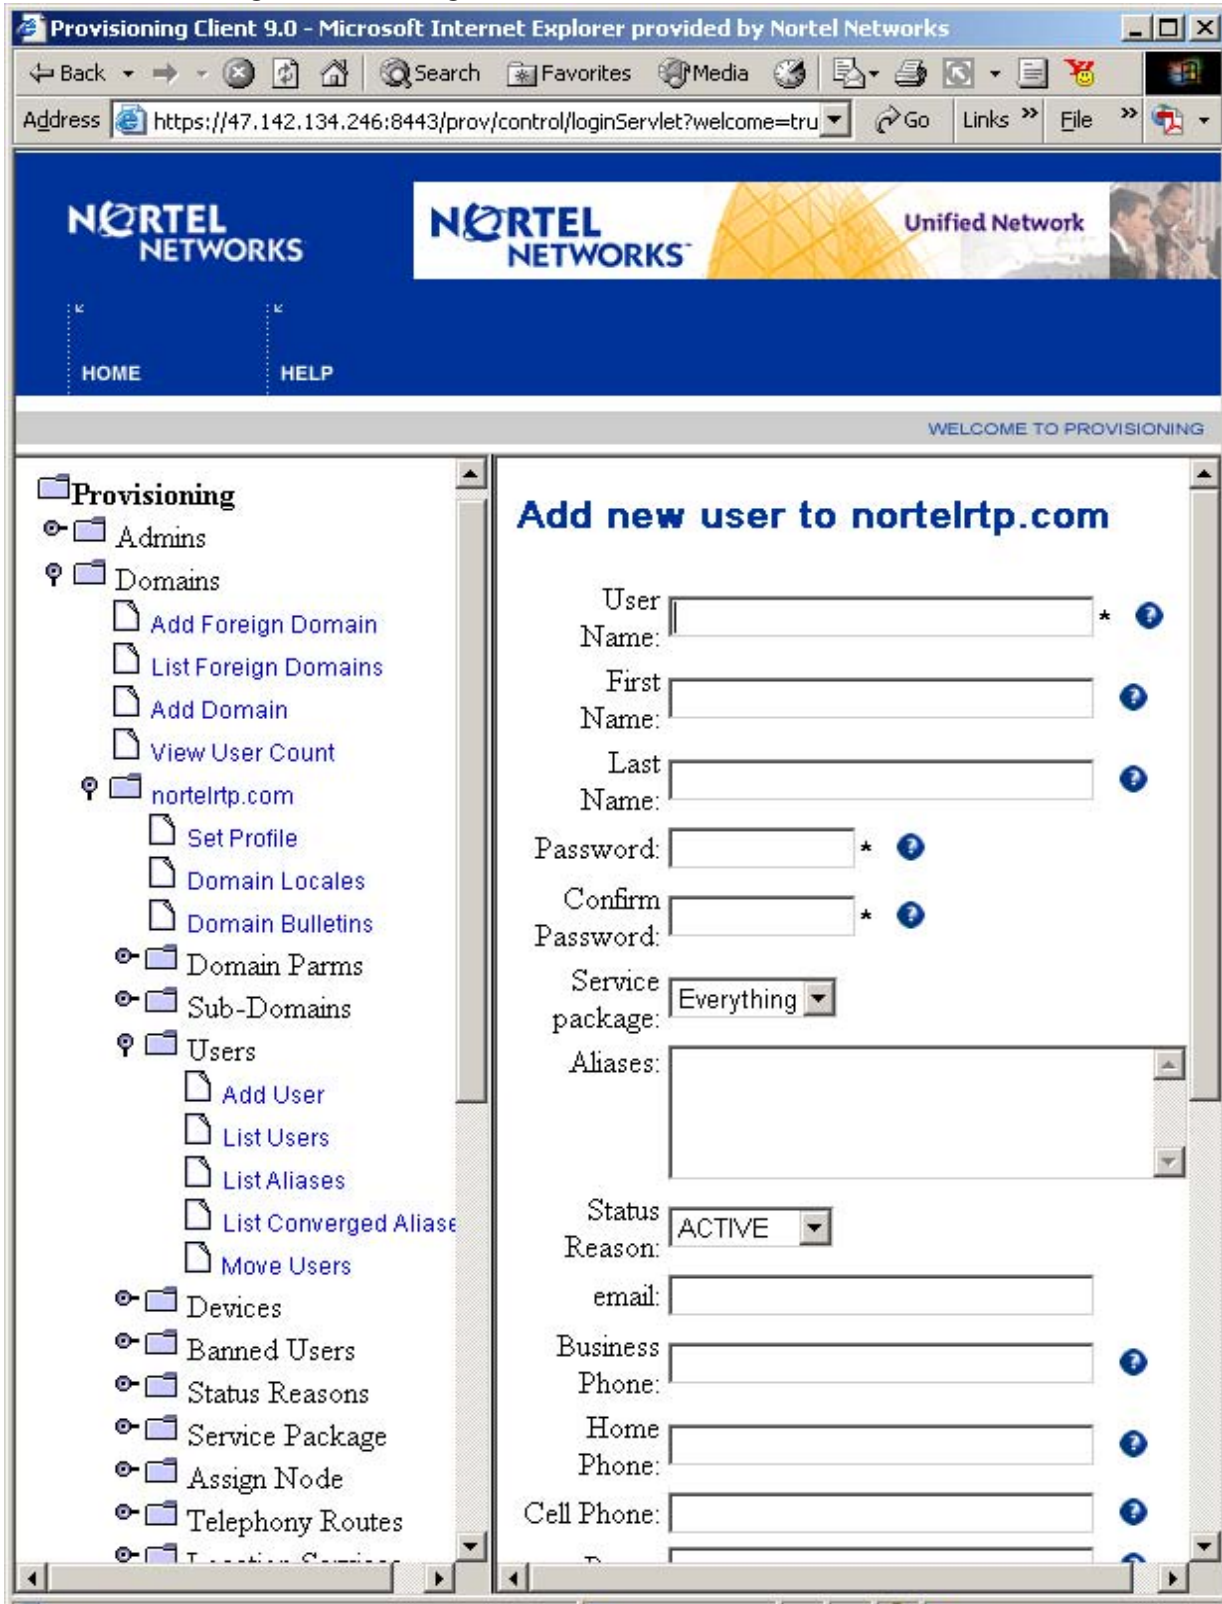 Provisioning Client 9.0 - Microsoft Internet Explorer provided by Nortel Networks
Back Search Favorites Media
Address https://47.142.134.246:8443/prov/control/loginServlet?welcome=tru Go Links » File »
NORTEL NETWORKS
NORTEL NETWORKS
Unified Network
HOME HELP
WELCOME TO PROVISIONING
Provisioning
Admins
Domains
Add Foreign Domain
List Foreign Domains
Add Domain
View User Count
nortelrtp.com
Set Profile
Domain Locales
Domain Bulletins
Domain Parms
Sub-Domains
Users
Add User
List Users
List Aliases
List Converged Aliase
Move Users
Devices
Banned Users
Status Reasons
Service Package
Assign Node
Telephony Routes
Add new user to nortelrtp.com
User
Name: *
First
Name:
Last
Name:
Password: *
Confirm
Password: *
Service
package: Everything
Aliases:
Status
Reason: ACTIVE
email:
Business
Phone:
Home
Phone:
Cell Phone: